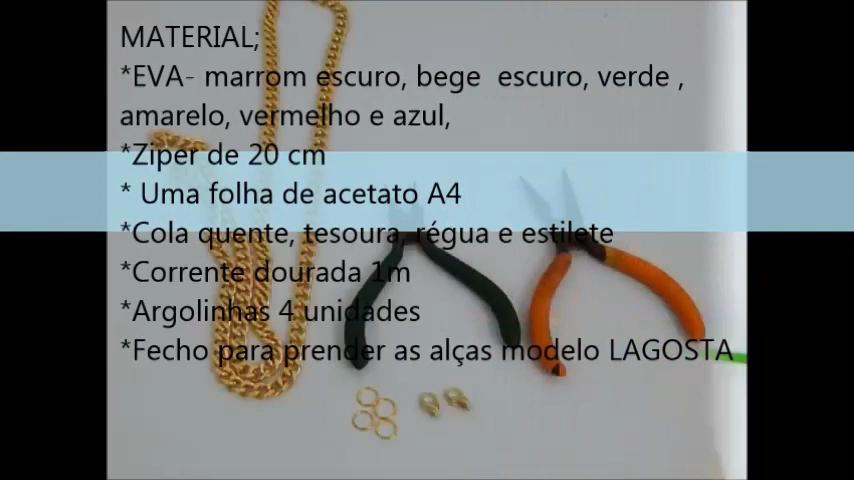 MATERIAL;
*EVA- marrom escuro, bege  escuro, verde ,
amarelo, vermelho e azul,
*Ziper de 20 cm
* Uma folha de acetato A4
*Cola quente, tesoura, régua e estilete
*Corrente dourada 1m
*Argolinhas 4 unidades
*Fecho para prender as alças modelo LAGOSTA